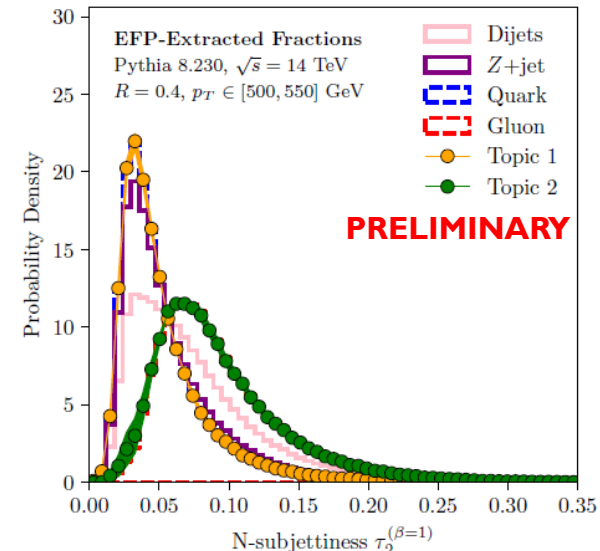 30
25
20
15
10
5
0
Probability Density
EFP-Extracted Fractions
Pythia 8.230, √s = 14 TeV
R = 0.4, p_T ∈ [500, 550] GeV
Dijets
Z+jet
Quark
Gluon
Topic 1
Topic 2
PRELIMINARY
0.00 0.05 0.10 0.15 0.20 0.25 0.30 0.35
N-subjettiness τ₂^(β=1)